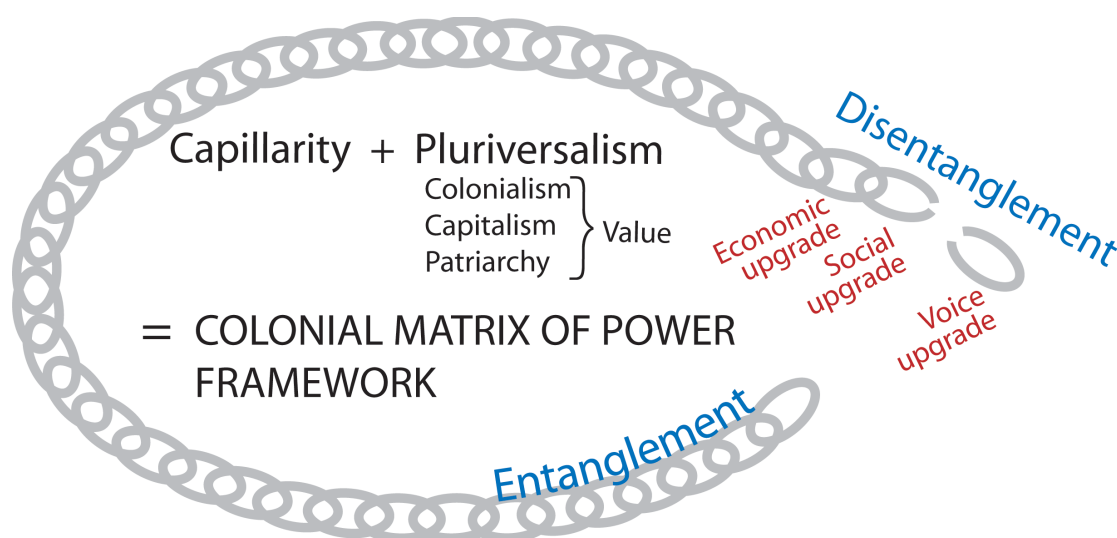 Disentanglement
Capillarity + Pluriversalism
Colonialism
Capitalism
Patriarchy
Value
Economic
upgrade
Social
upgrade
Voice
upgrade
= COLONIAL MATRIX OF POWER
FRAMEWORK
Entanglement